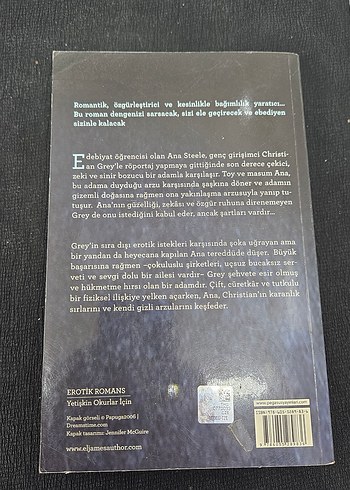 Romantik, özgürleştirici ve kesinlikle bağımlılık yaratıcı...
Bu roman dengenizi sarsacak, sizi ele geçirecek ve ebediyen
sizinle kalacak
Edebiyat öğrencisi olan Ana Steele, genç girişimci Christi-
an Grey'le röportaj yapmaya gittiğinde son derece çekici,
zeki ve sinir bozucu bir adamla karşılaşır. Toy ve masum Ana,
bu adama duyduğu arzu karşısında şaşkına döner ve adamın
gizemli doğasına rağmen ona yakınlaşma arzusuyla yanıp tu-
tuşur. Ana'nın güzelliği, zekâsı ve özgür ruhuna direnemeyen
Grey de onu istediğini kabul eder, ancak şartları vardır...
Grey'in sıra dışı erotik istekleri karşısında şoka uğrayan ama
bir yandan da heyecana kapılan Ana tereddüde düşer. Büyük
başarısına rağmen –çokuluslu şirketleri, uçsuz bucaksız ser-
veti ve sevgi dolu bir ailesi vardır– Grey şehvete esir olmuş
ve hükmetme hırsı olan bir adamdır. Çift, cüretkâr ve tutkulu
bir fiziksel ilişkiye yelken açarken, Ana, Christian'ın karanlık
sırlarını ve kendi gizli arzularını keşfeder.
EROTİK ROMANS
Yetişkin Okurlar İçin
Kapak görseli © Papuga2006 |
Dreamstime.com
Kapak tasarımı: Jennifer McGuire
www.eljamesauthor.com
www.pegasusyayinlari.com